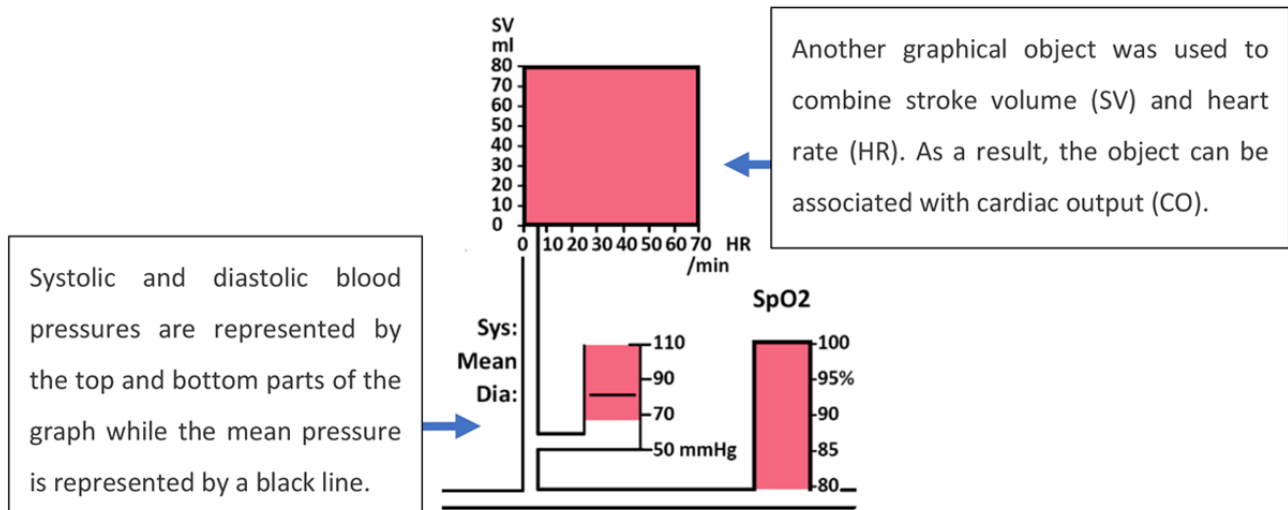 SV
ml
80
70
60
50
40
30
20
10
0
0 10 20 30 40 50 60 70 HR
/min
Another graphical object was used to
combine stroke volume (SV) and heart
rate (HR). As a result, the object can be
associated with cardiac output (CO).
Systolic and diastolic blood
pressures are represented by
the top and bottom parts of the
graph while the mean pressure
is represented by a black line.
Sys:
Mean
Dia:
110
90
70
50 mmHg
SpO2
100
95%
90
85
80